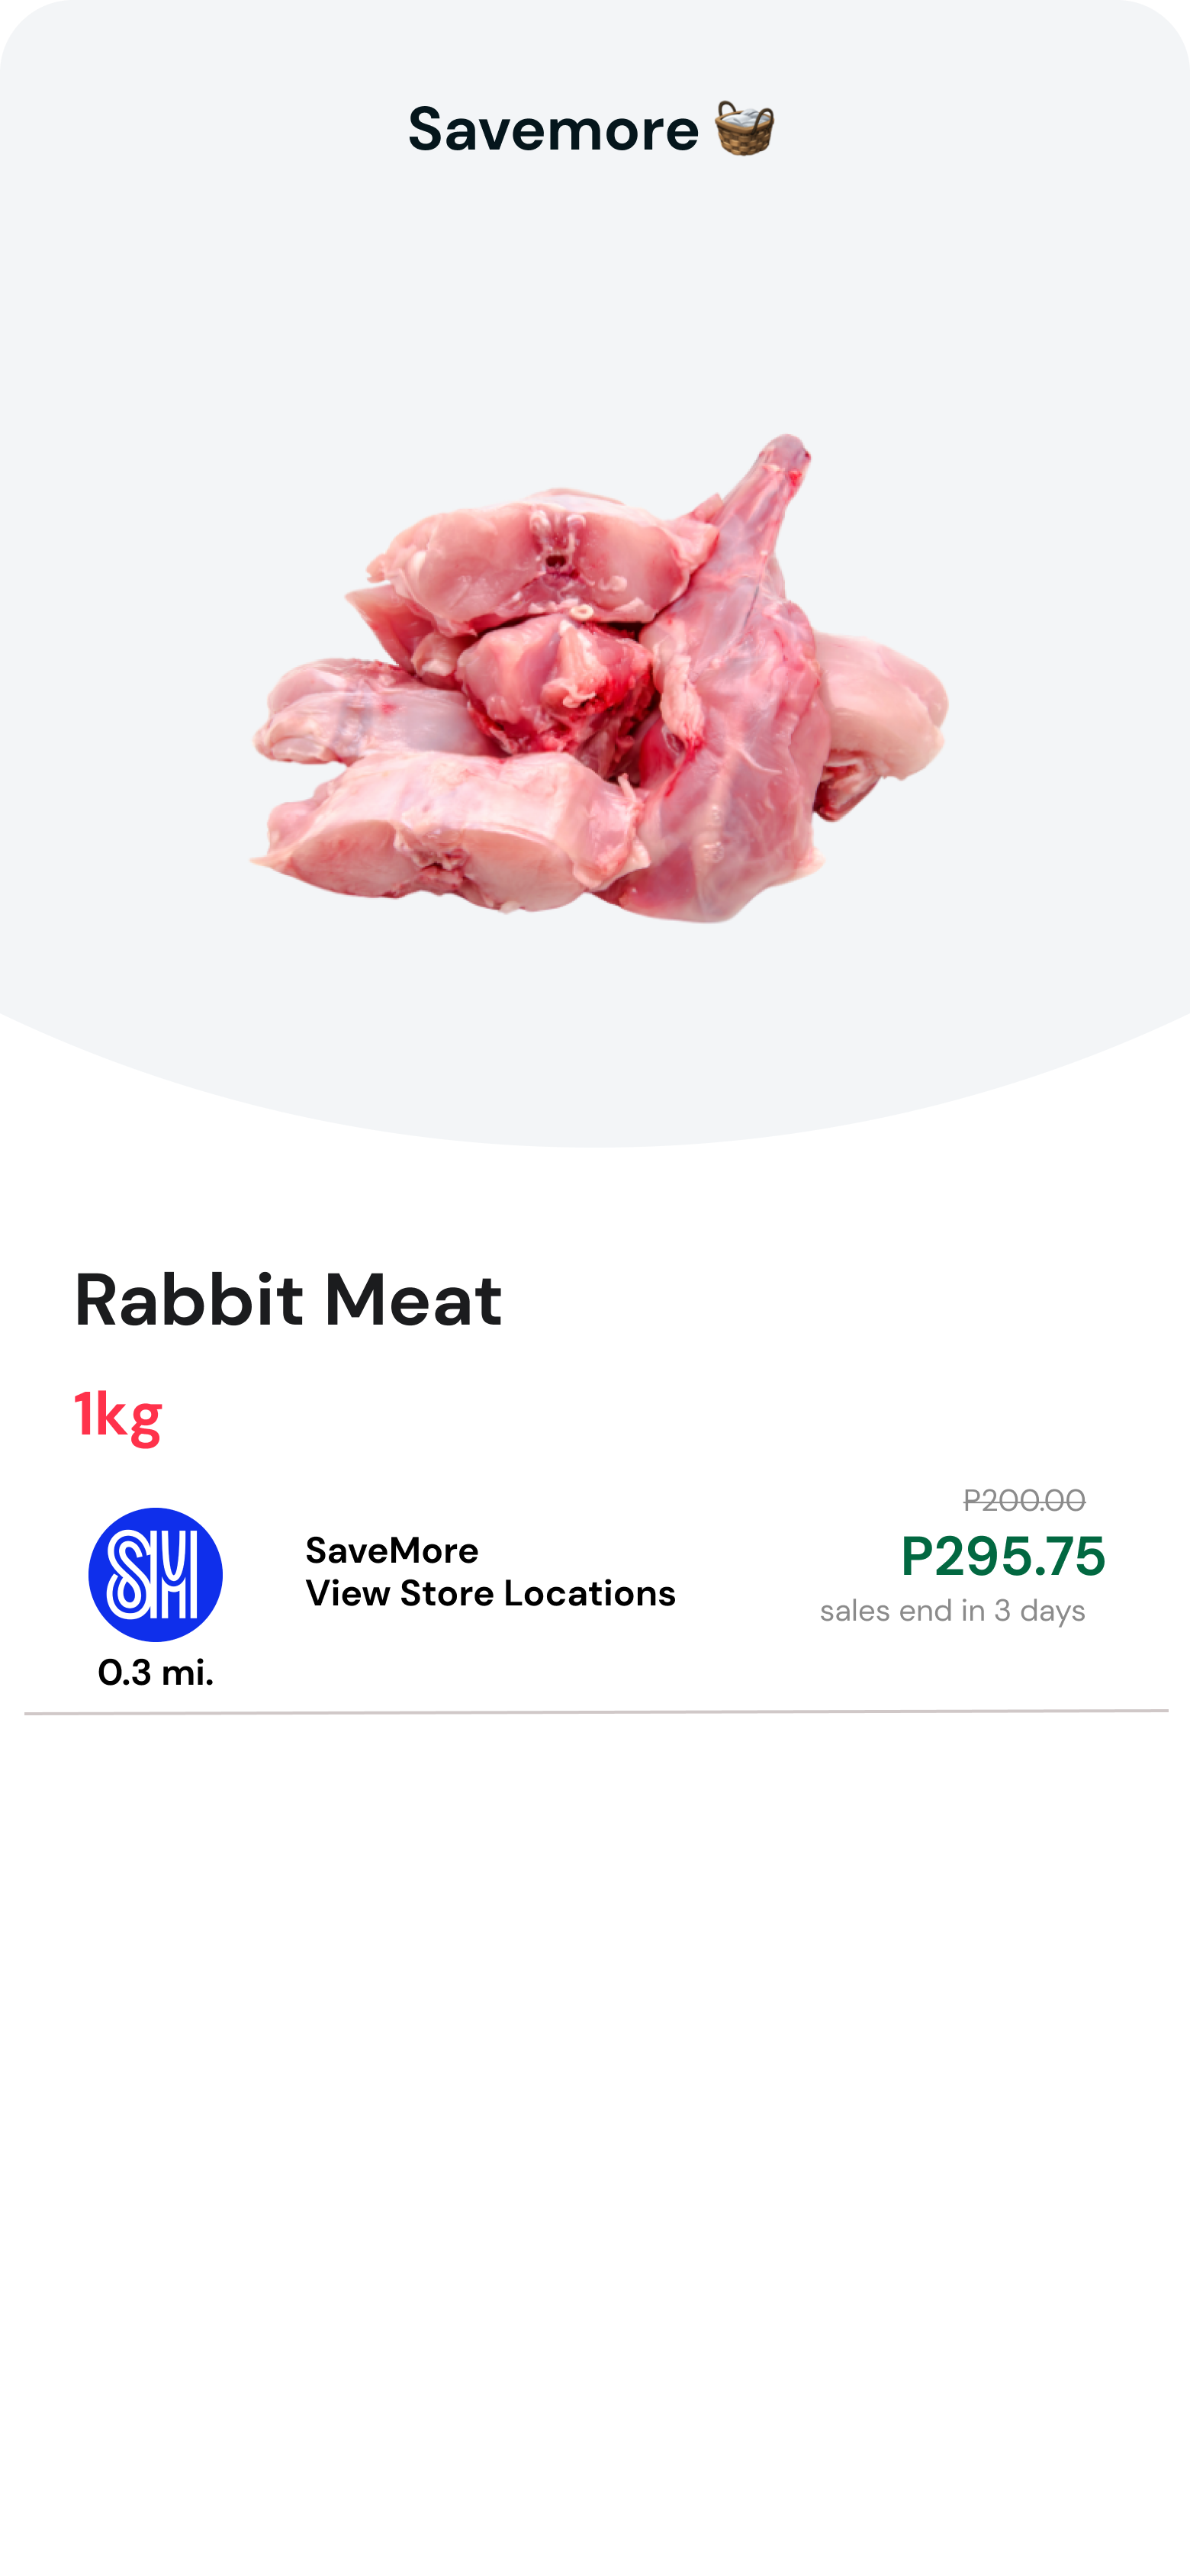 Savemore
Rabbit Meat
1kg
SM
SaveMore
View Store Locations
0.3 mi.
P200.00
P295.75
sales end in 3 days